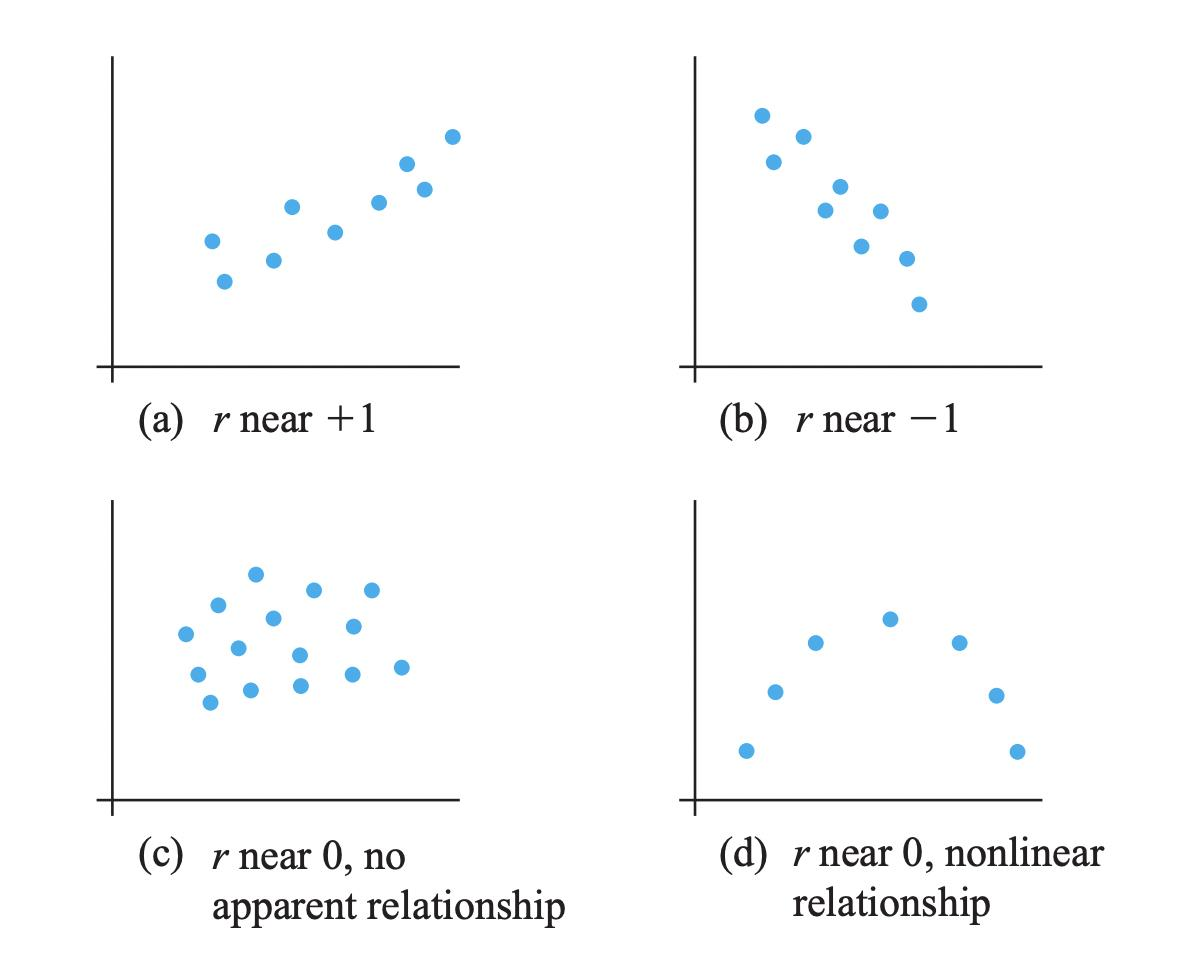 (a) r near +1
(b) r near −1
(c) r near 0, no
apparent relationship
(d) r near 0, nonlinear
relationship